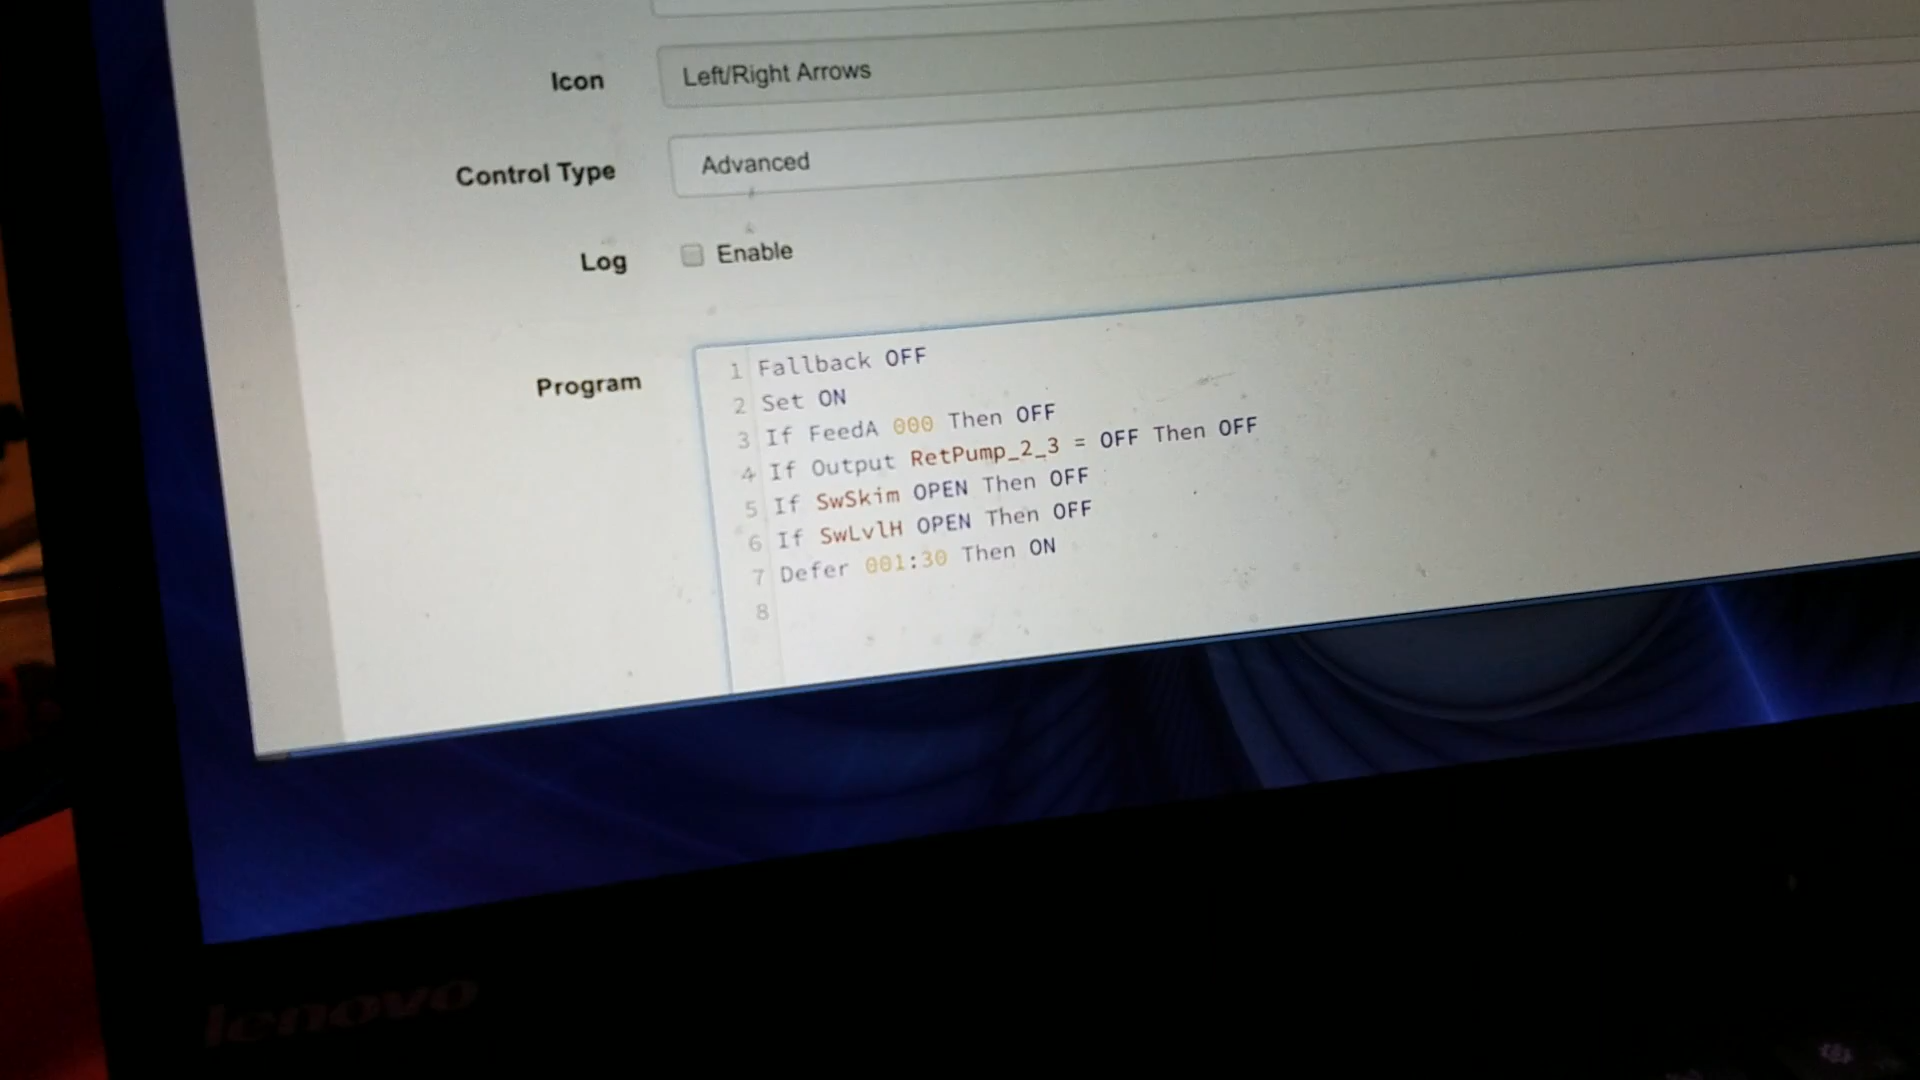 Icon Left/Right Arrows
Control Type Advanced
Log Enable
Program
1 Fallback OFF
2 Set ON
3 If FeedA 000 Then OFF
4 If Output RetPump_2_3 = OFF Then OFF
5 If SwSkim OPEN Then OFF
6 If SwLvlH OPEN Then OFF
7 Defer 001:30 Then ON
8
lenovo